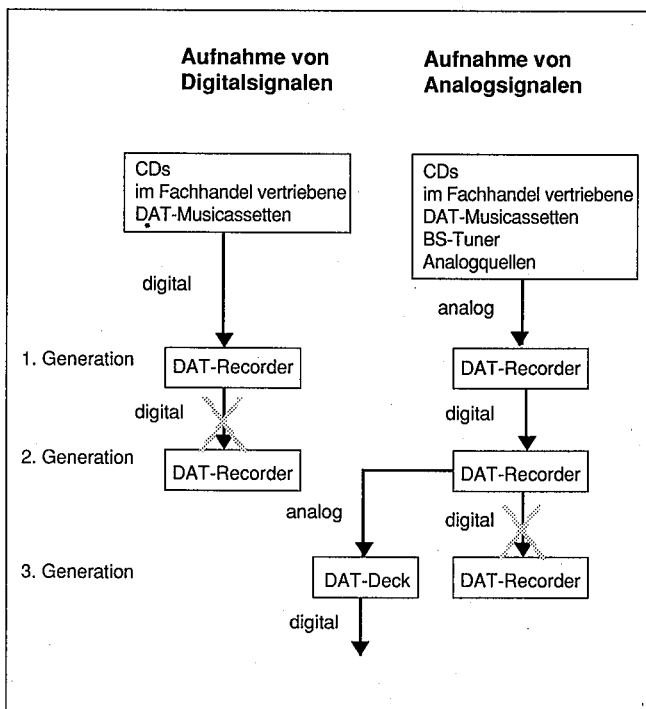 Aufnahme von
Digitalsignalen
Aufnahme von
Analogsignalen
CDs
im Fachhandel vertriebene
DAT-Musicassetten
CDs
im Fachhandel vertriebene
DAT-Musicassetten
BS-Tuner
Analogquellen
digital
analog
1. Generation
DAT-Recorder
DAT-Recorder
digital
digital
2. Generation
DAT-Recorder
DAT-Recorder
analog
digital
3. Generation
DAT-Deck
DAT-Recorder
digital